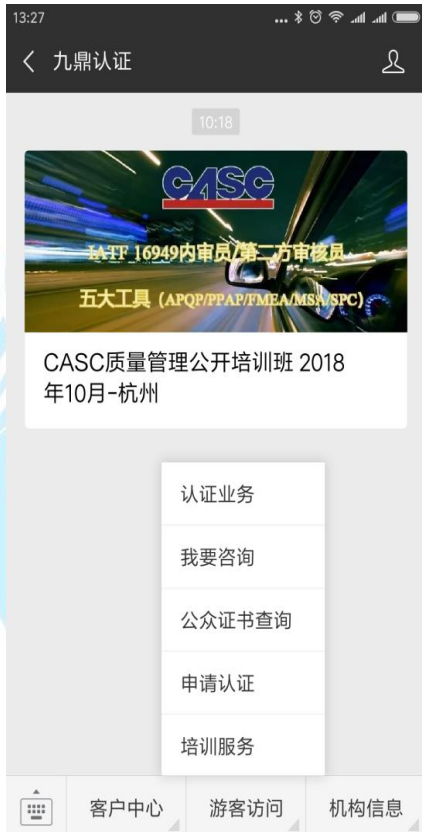 13:27
九鼎认证
10:18
CASC
IATF 16949内审员/第二方审核员
五大工具（APQP/PPAP/FMEA/MSA/SPC）
CASC质量管理公开培训班 2018
年10月-杭州
认证业务
我要咨询
公众证书查询
申请认证
培训服务
客户中心
游客访问
机构信息